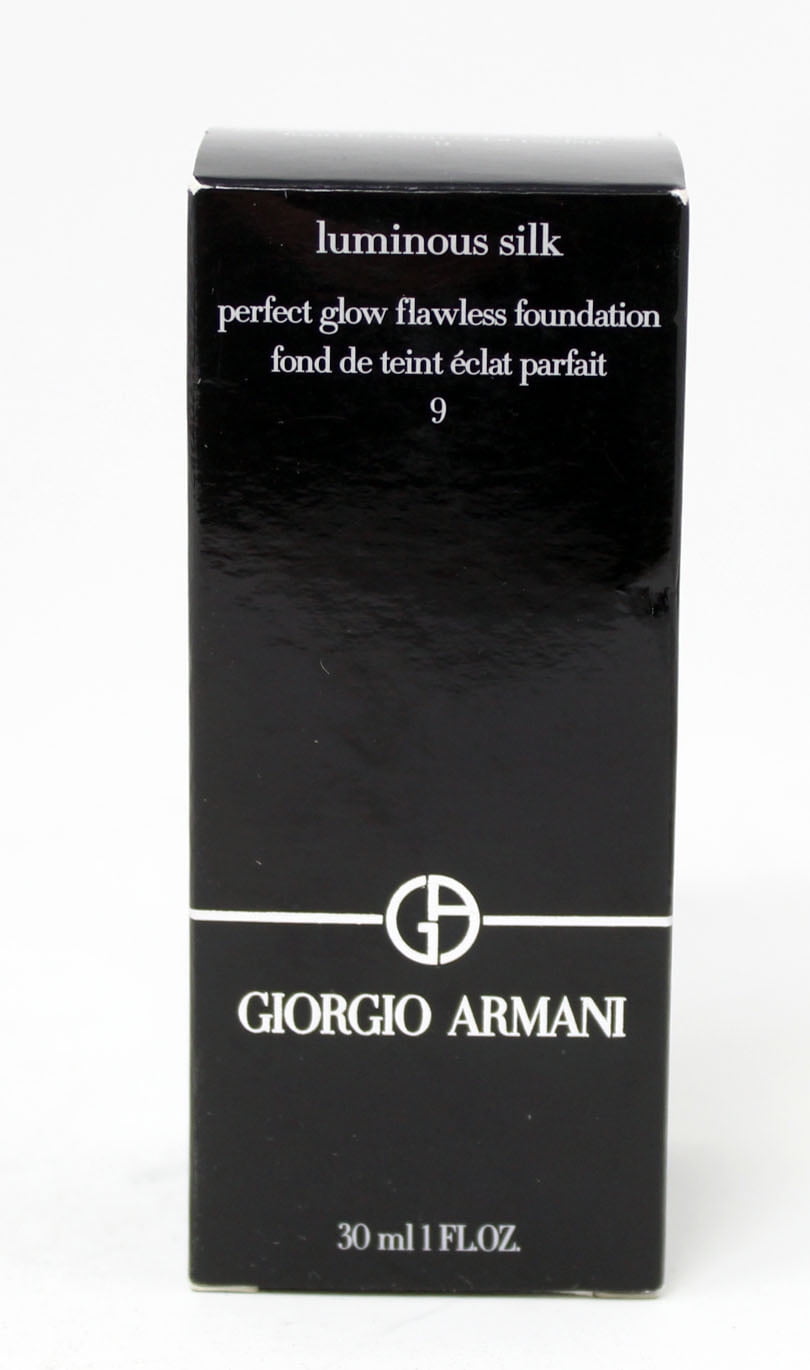 luminous silk
perfect glow flawless foundation
fond de teint éclat parfait
9
GA
GIORGIO ARMANI
30 ml 1 FL.OZ.